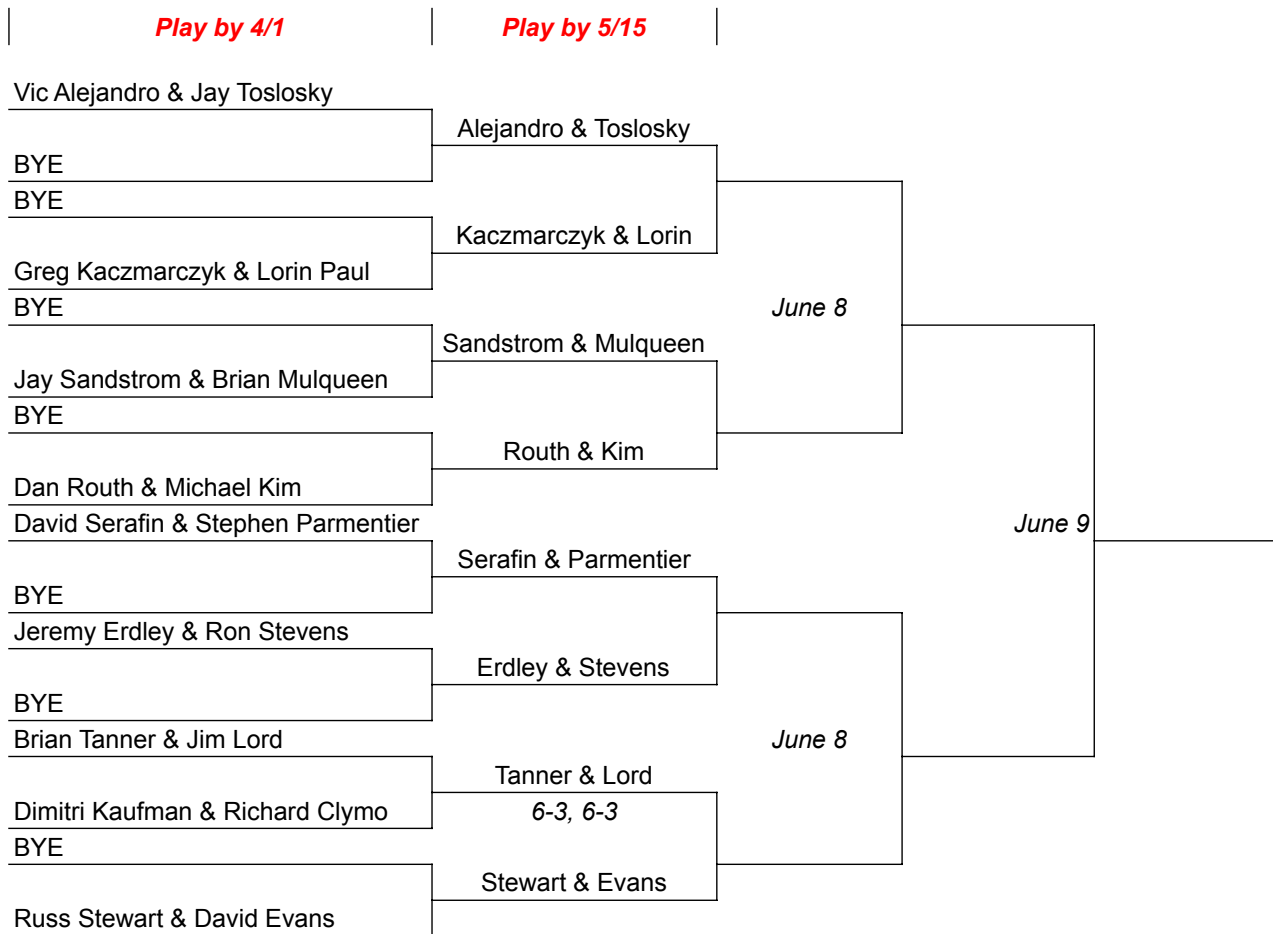 Play by 4/1
Play by 5/15
Vic Alejandro & Jay Toslosky
Alejandro & Toslosky
BYE
BYE
Kaczmarczyk & Lorin
Greg Kaczmarczyk & Lorin Paul
BYE
June 8
Sandstrom & Mulqueen
Jay Sandstrom & Brian Mulqueen
BYE
Routh & Kim
Dan Routh & Michael Kim
David Serafin & Stephen Parmentier
June 9
Serafin & Parmentier
BYE
Jeremy Erdley & Ron Stevens
Erdley & Stevens
BYE
Brian Tanner & Jim Lord
June 8
Tanner & Lord
Dimitri Kaufman & Richard Clymo
6-3, 6-3
BYE
Stewart & Evans
Russ Stewart & David Evans